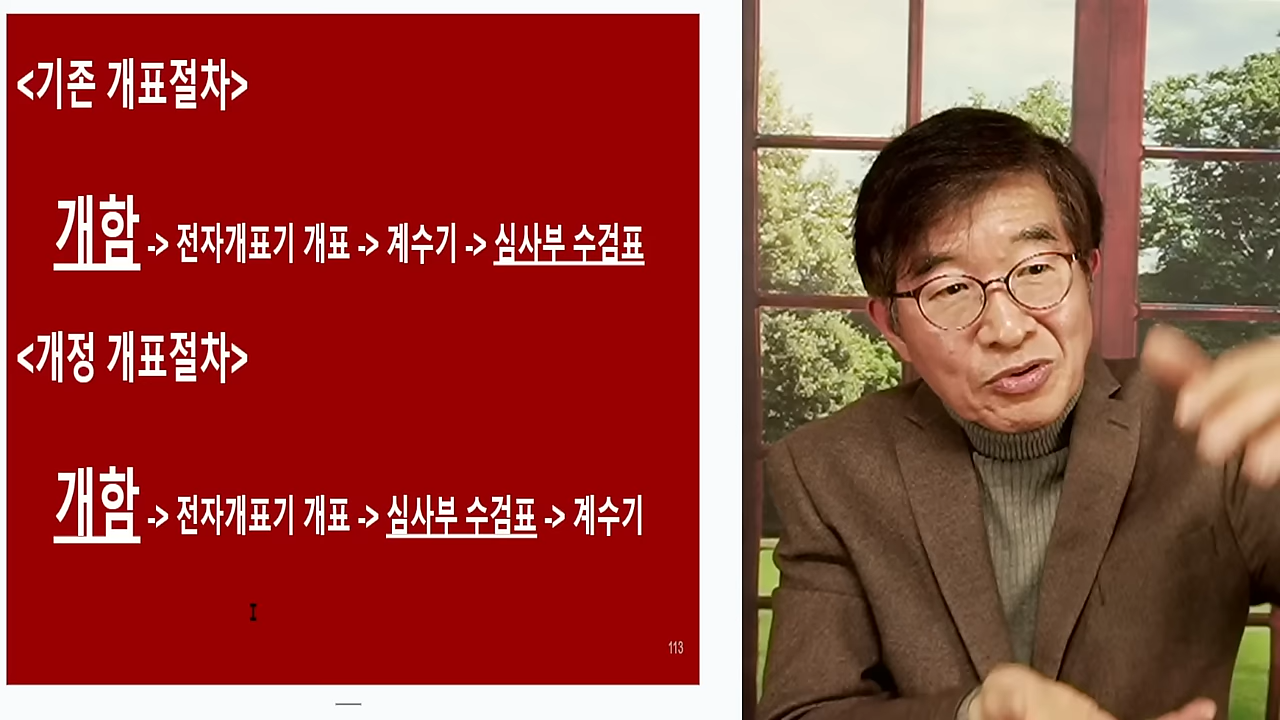 <기존 개표절차>
개함 -> 전자개표기 개표 -> 계수기 -> 심사부 수검표
<개정 개표절차>
개함 -> 전자개표기 개표 -> 심사부 수검표 -> 계수기
113